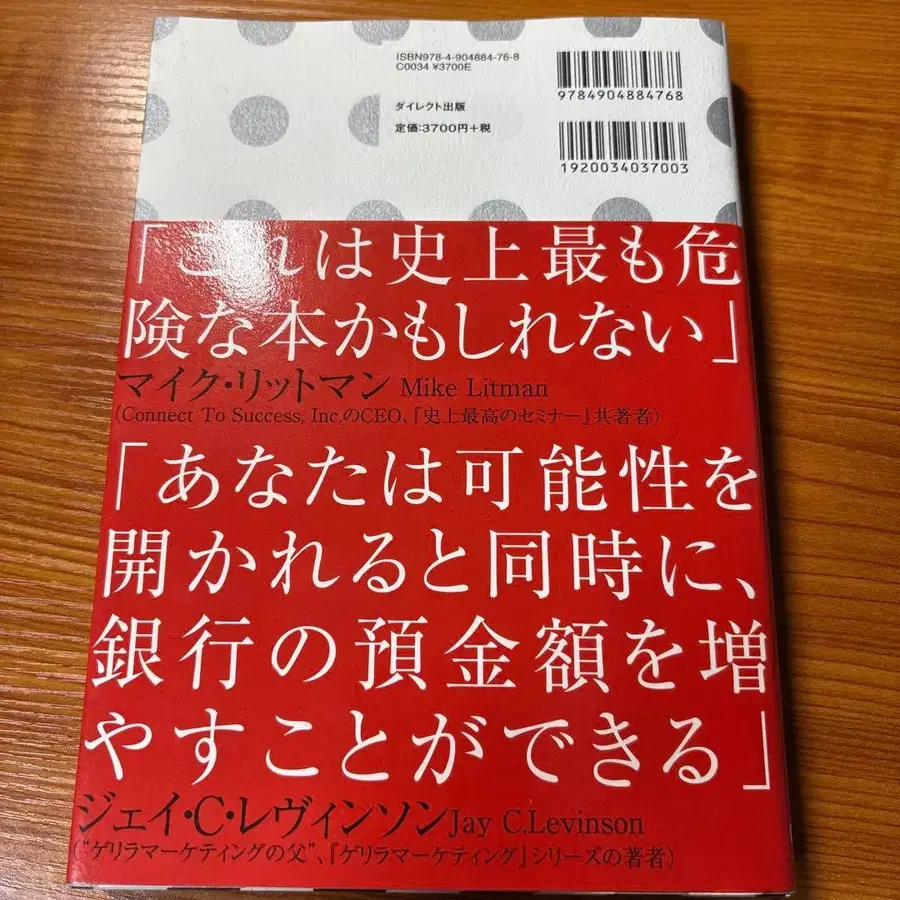 ISBN978-4-904884-76-8
C0034 ¥3700E
ダイレクト出版
定価:3700円+税
9784904884768
1920034037003
「これは史上最も危
険な本かもしれない」
マイク・リットマン Mike Litman
(Connect To Success, Inc.のCEO、『史上最高のセミナー』共著者)
「あなたは可能性を
開かれると同時に、
銀行の預金額を増
やすことができる」
ジェイ・C・レヴィンソン Jay C.Levinson
("ゲリラマーケティングの父"、『ゲリラマーケティング』シリーズの著者)